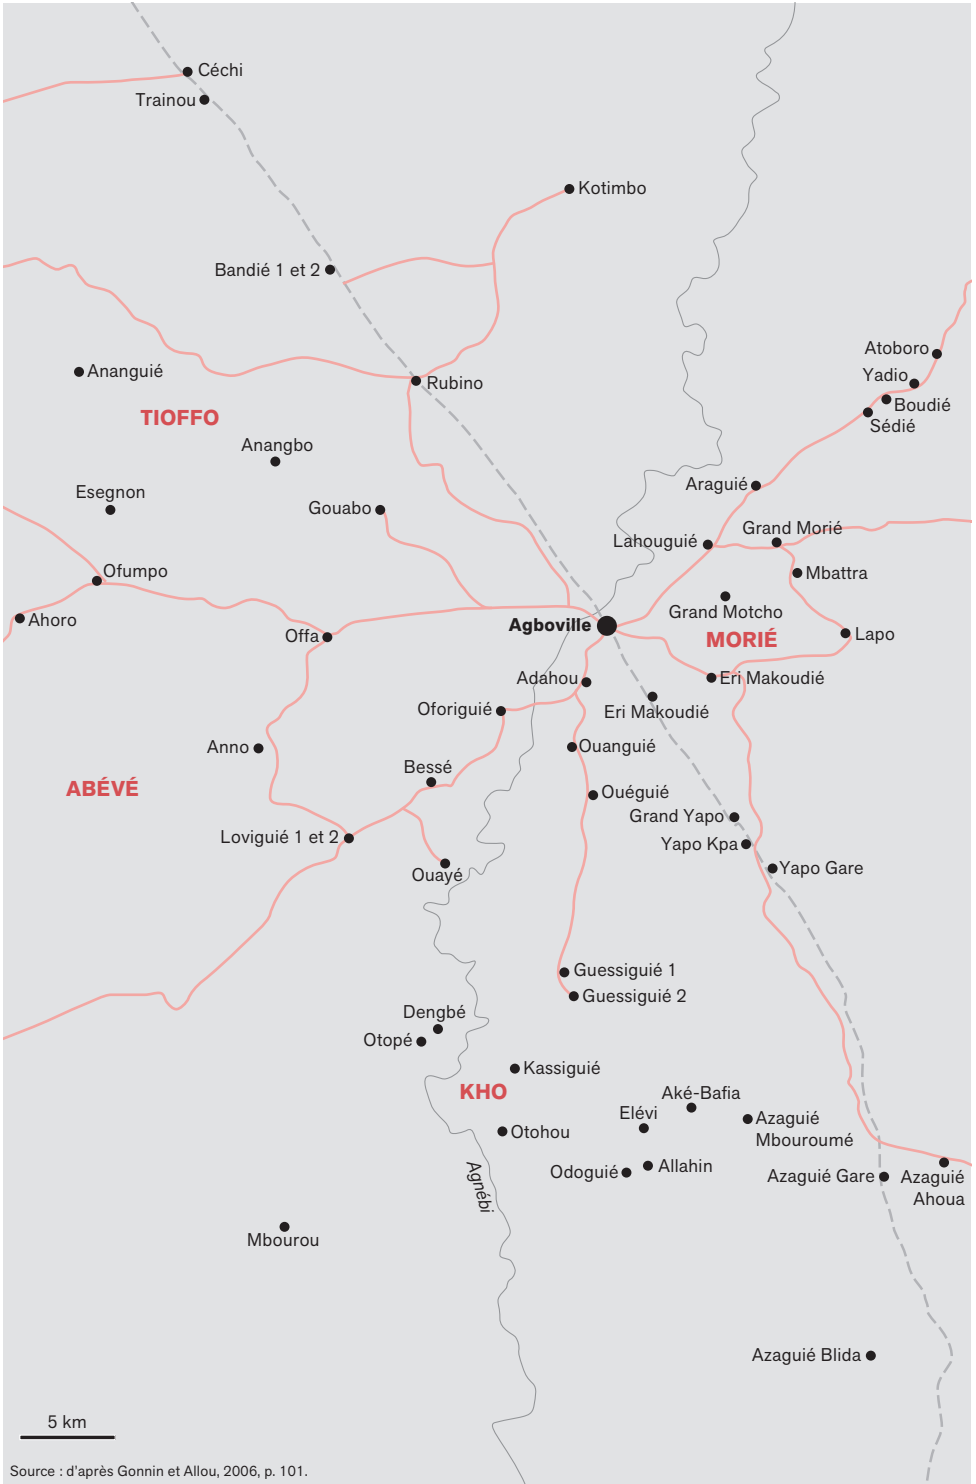 Céchi
Trainou
Kotimbo
Bandié 1 et 2
Atoboro
Ananguié
Yadio
Rubino
Boudié
TIOFFO
Sédié
Anangbo
Araguié
Esegnon
Gouabo
Grand Morié
Lahouguié
Ofumpo
Mbattra
Grand Motcho
Ahoro
Agboville
Offa
MORIÉ
Lapo
Adahou
Eri Makoudié
Oforiguié
Eri Makoudié
Anno
Ouanguié
Bessé
ABÉVÉ
Ouéguié
Grand Yapo
Loviguié 1 et 2
Yapo Kpa
Ouayé
Yapo Gare
Guessiguié 1
Guessiguié 2
Dengbé
Otopé
Kassiguié
KHO
Aké-Bafia
Elévi
Azaguié
Mbouroumé
Otohou
Agnébi
Odoguié
Allahin
Azaguié Gare
Azaguié
Ahoua
Mbourou
Azaguié Blida
5 km
Source : d'après Gonnin et Allou, 2006, p. 101.